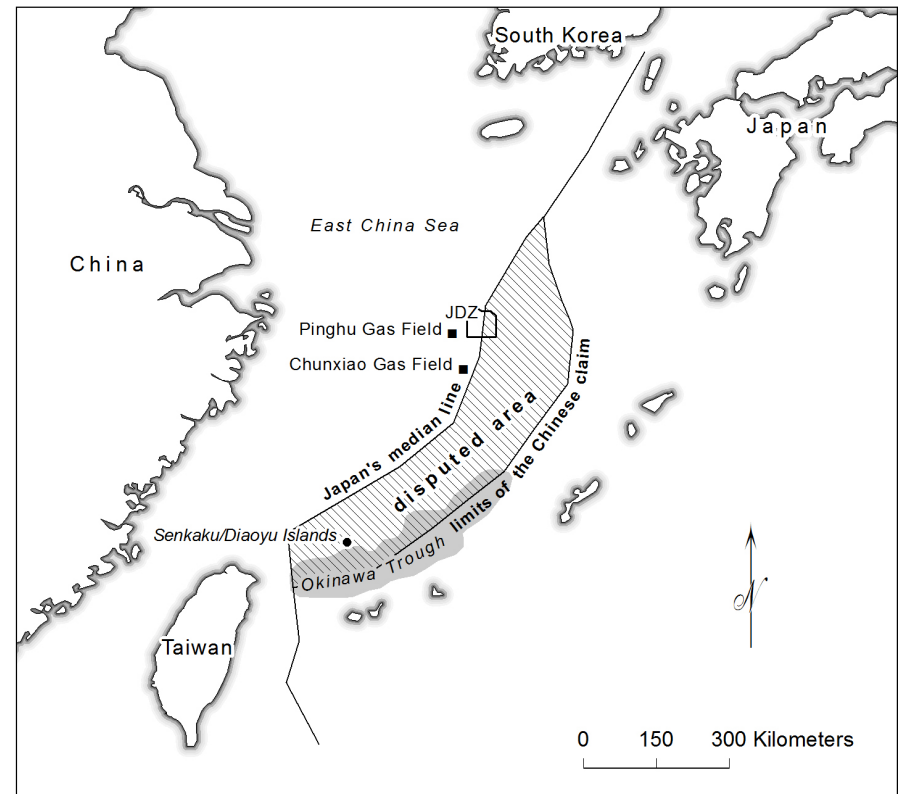 South Korea
Japan
East China Sea
China
JDZ
Pinghu Gas Field
Chunxiao Gas Field
Japan's median line
disputed area
limits of the Chinese claim
Senkaku/Diaoyu Islands
Okinawa Trough
Taiwan
N
0 150 300 Kilometers